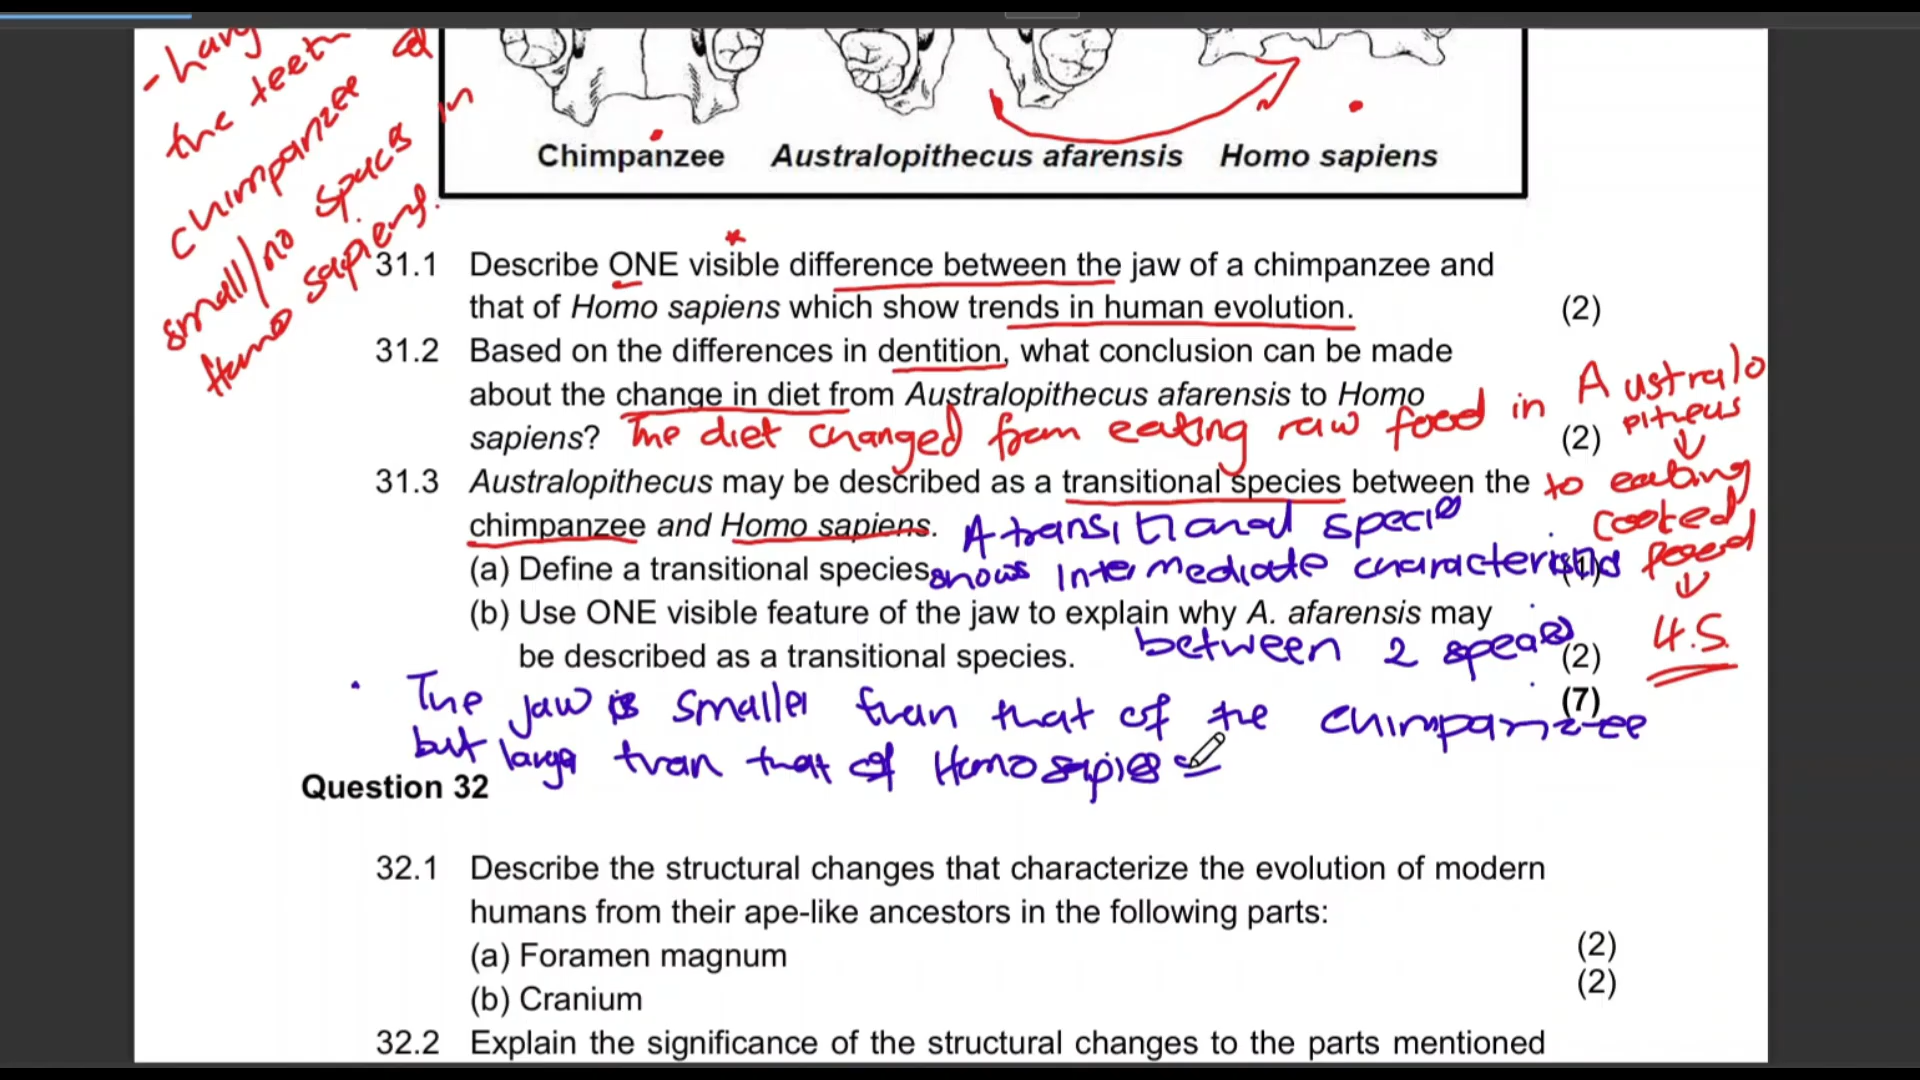 the teeth
chimpanzee &
small/no spaces in
Homo sapiens.
Chimpanzee Australopithecus afarensis Homo sapiens
31.1 Describe ONE visible difference between the jaw of a chimpanzee and
that of Homo sapiens which show trends in human evolution. (2)
31.2 Based on the differences in dentition, what conclusion can be made
about the change in diet from Australopithecus afarensis to Homo
sapiens? (2)
The diet changed from eating raw food in Australopitheus
to eating
cooked
food
H.S.
31.3 Australopithecus may be described as a transitional species between the
chimpanzee and Homo sapiens.
A transitional species
(a) Define a transitional species (1)
shows intermediate characteristics
(b) Use ONE visible feature of the jaw to explain why A. afarensis may
be described as a transitional species. (2)
between 2 species
(7)
The jaw is smaller than that of the chimpanzee
but large than that of Homo sapies
Question 32
32.1 Describe the structural changes that characterize the evolution of modern
humans from their ape-like ancestors in the following parts:
(a) Foramen magnum (2)
(b) Cranium (2)
32.2 Explain the significance of the structural changes to the parts mentioned